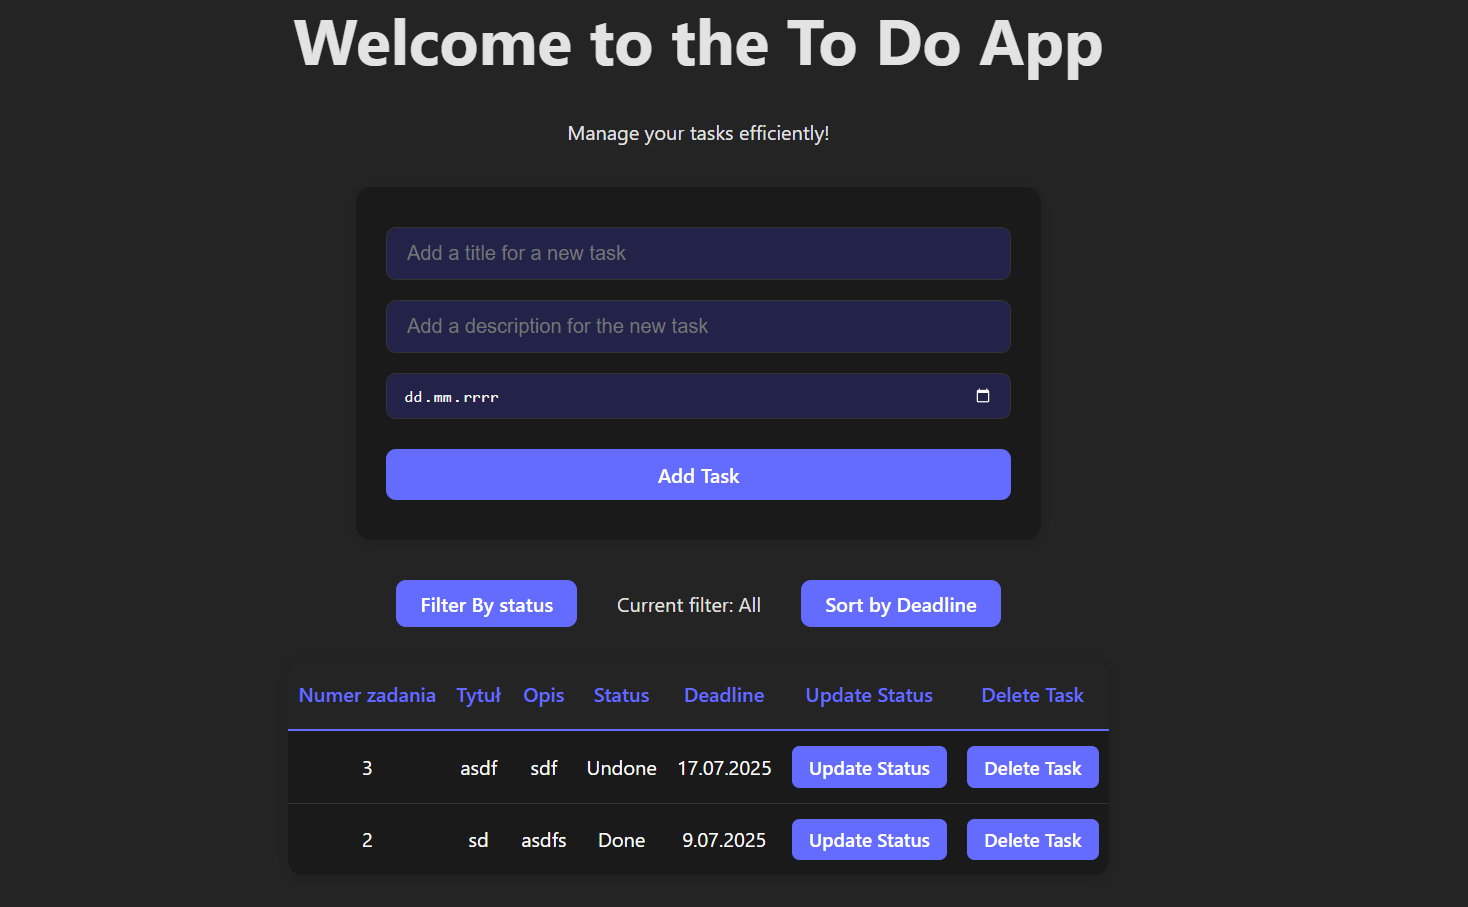 Welcome to the To Do App
Manage your tasks efficiently!
Add a title for a new task
Add a description for the new task
dd.mm.rrrr
Add Task
Filter By status Current filter: All Sort by Deadline
Numer zadania Tytuł Opis Status Deadline Update Status Delete Task
3 asdf sdf Undone 17.07.2025 Update Status Delete Task
2 sd asdfs Done 9.07.2025 Update Status Delete Task